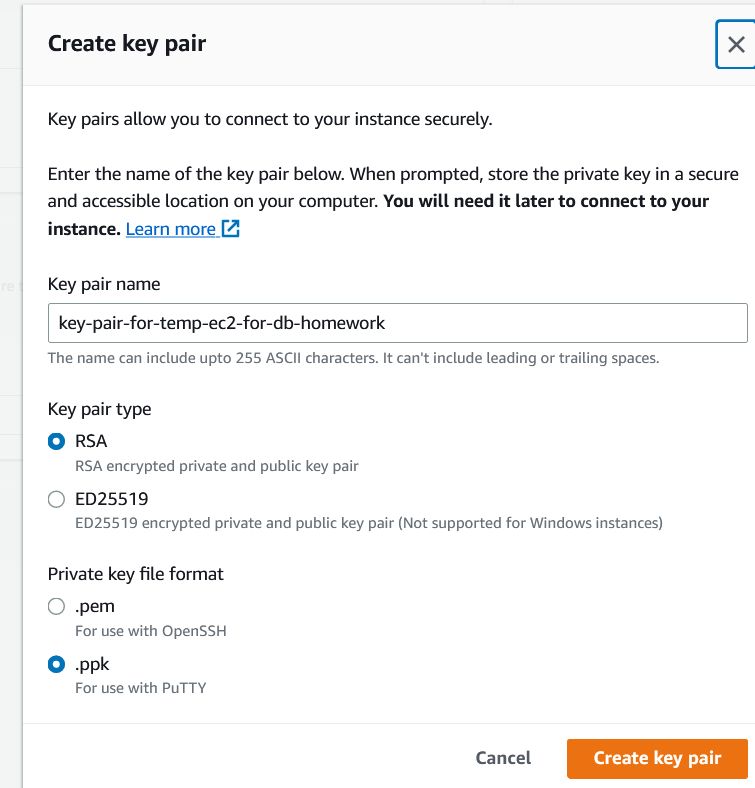 Create key pair
Key pairs allow you to connect to your instance securely.
Enter the name of the key pair below. When prompted, store the private key in a secure
and accessible location on your computer. You will need it later to connect to your
instance. Learn more
Key pair name
key-pair-for-temp-ec2-for-db-homework
The name can include upto 255 ASCII characters. It can't include leading or trailing spaces.
Key pair type
RSA
RSA encrypted private and public key pair
ED25519
ED25519 encrypted private and public key pair (Not supported for Windows instances)
Private key file format
.pem
For use with OpenSSH
.ppk
For use with PuTTY
Cancel
Create key pair